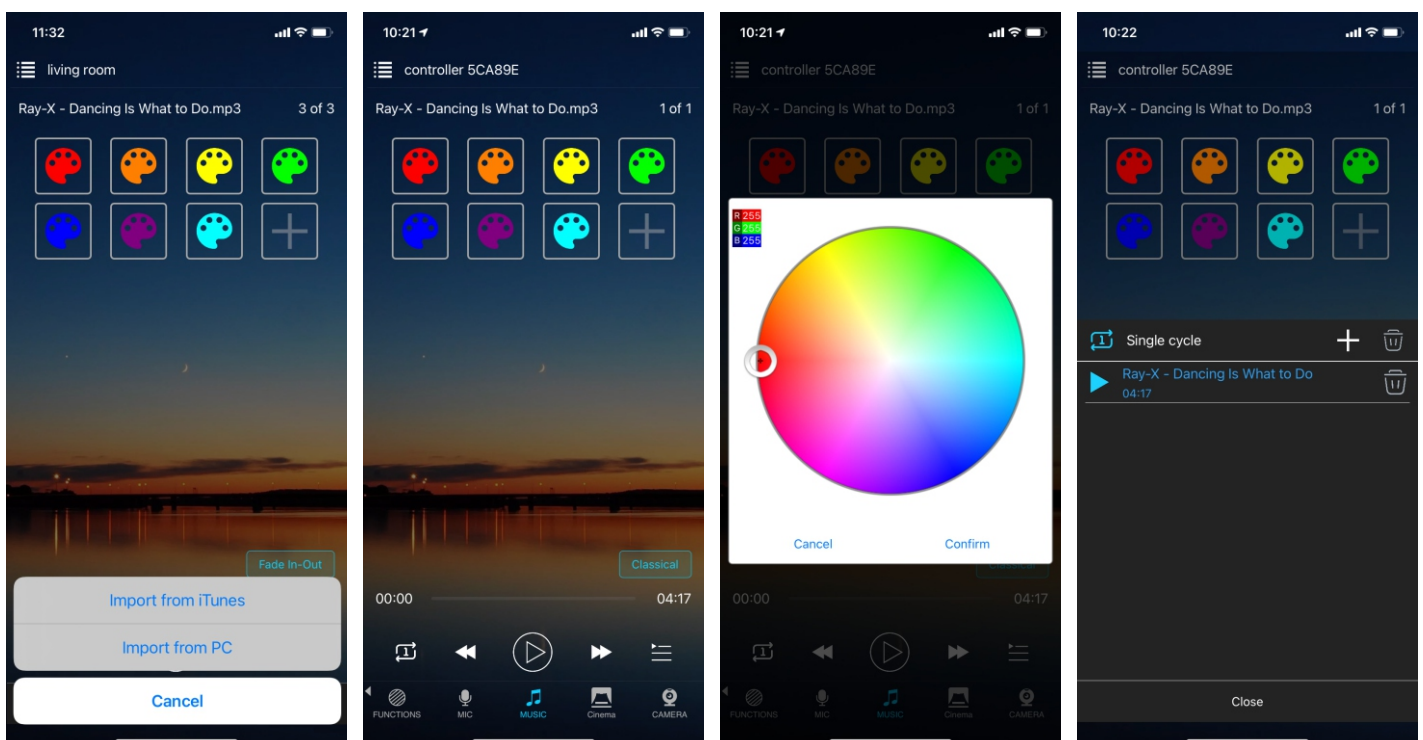 11:32
living room
Ray-X - Dancing Is What to Do.mp3 3 of 3
Fade In-Out
Import from iTunes
Import from PC
Cancel
10:21
controller 5CA89E
Ray-X - Dancing Is What to Do.mp3 1 of 1
Classical
00:00 04:17
1
FUNCTIONS MIC MUSIC Cinema CAMERA
10:21
controller 5CA89E
Ray-X - Dancing Is What to Do.mp3 1 of 1
R 255
G 255
B 255
Cancel Confirm
Classical
00:00 04:17
1
FUNCTIONS MIC MUSIC Cinema CAMERA
10:22
controller 5CA89E
Ray-X - Dancing Is What to Do.mp3 1 of 1
1 Single cycle
Ray-X - Dancing Is What to Do
04:17
Close